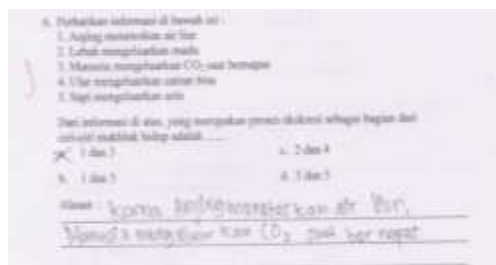 6. Perhatikan informasi di bawah ini :
1. Anjing meneteskan air liur
2. Lebah mengeluarkan madu
3. Manusia mengeluarkan CO₂ saat bernapas
4. Ular mengeluarkan cairan bisa
5. Sapi mengeluarkan urin
Dari informasi di atas, yang merupakan proses ekskresi sebagai bagian dari
ciri-ciri makhluk hidup adalah ......
a. 1 dan 3 c. 2 dan 4
b. 1 dan 5 d. 3 dan 5
Alasan : karna Anjing meneteskan air liur,
Manusia mengeluarkan CO₂ saat bernapas